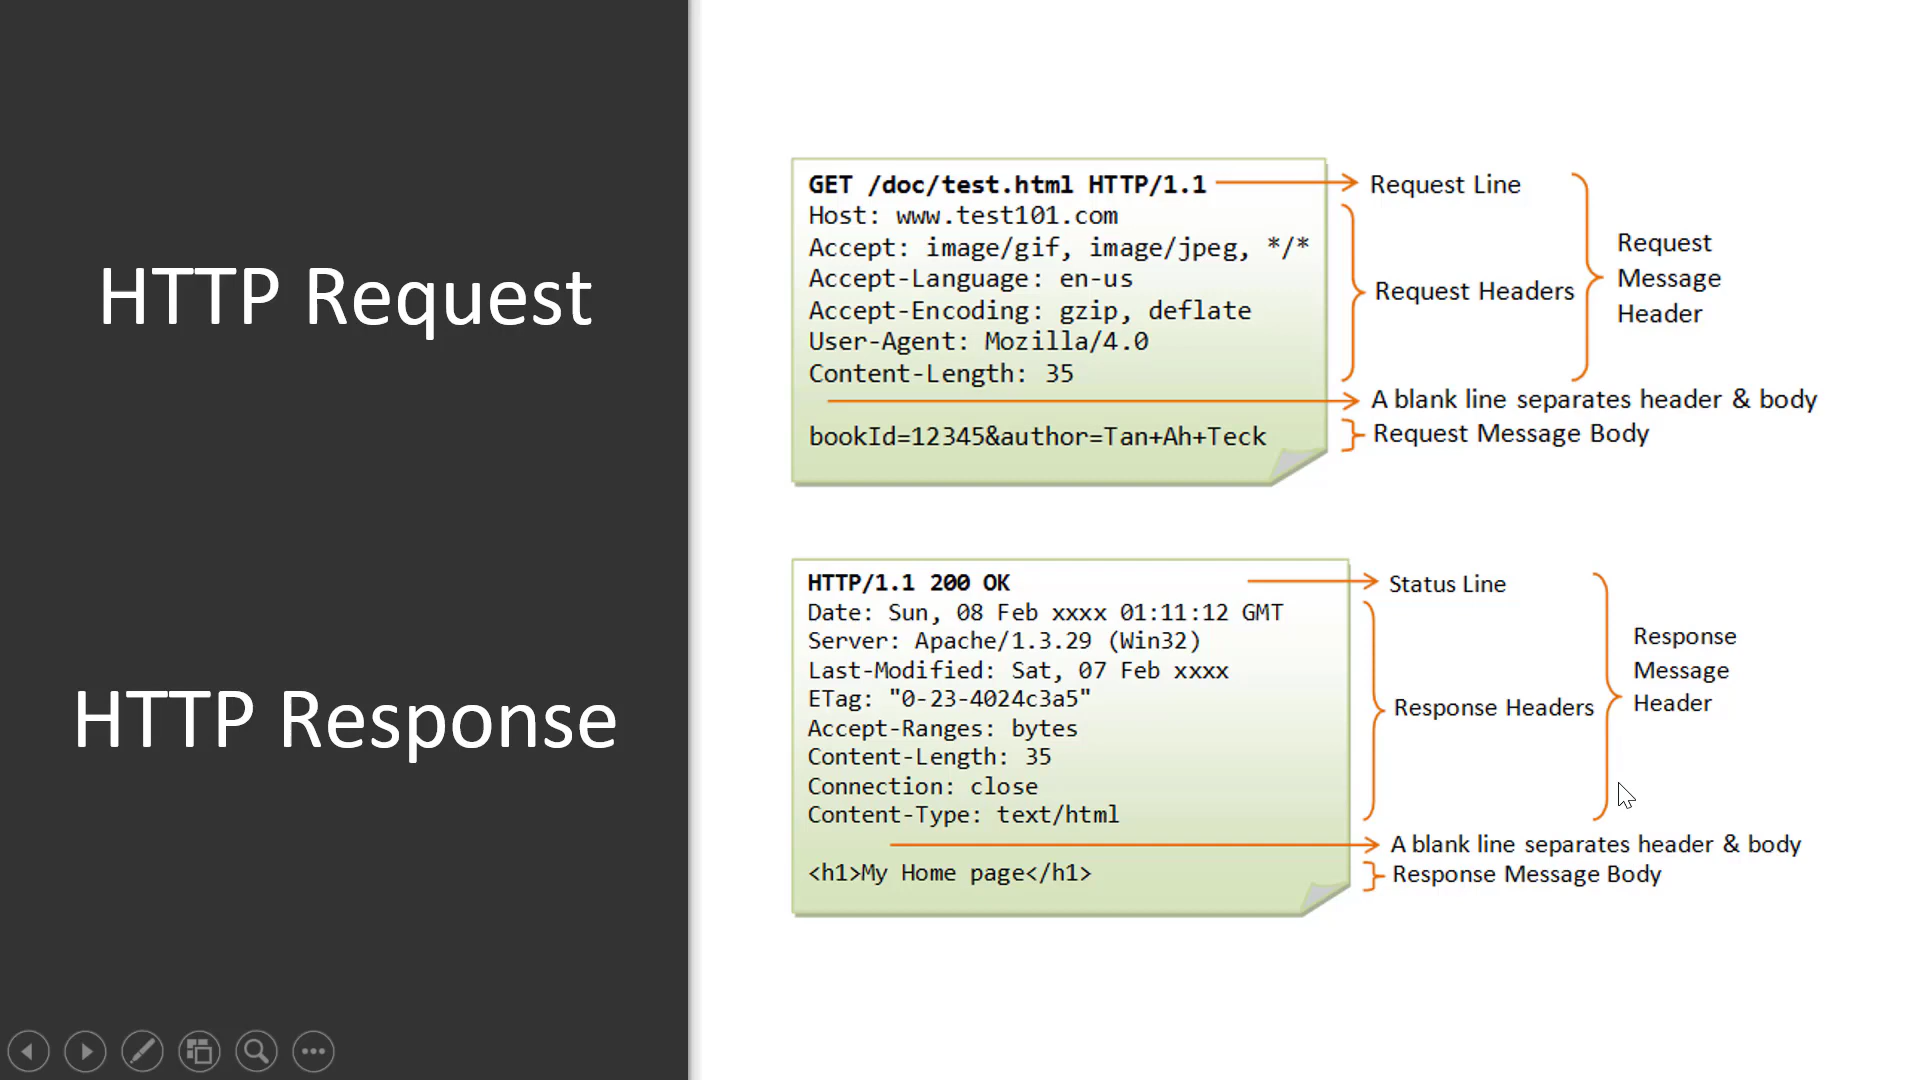 HTTP Request
GET /doc/test.html HTTP/1.1
Host: www.test101.com
Accept: image/gif, image/jpeg, */*
Accept-Language: en-us
Accept-Encoding: gzip, deflate
User-Agent: Mozilla/4.0
Content-Length: 35
bookId=12345&author=Tan+Ah+Teck
Request Line
Request Headers
Request
Message
Header
A blank line separates header & body
Request Message Body
HTTP Response
HTTP/1.1 200 OK
Date: Sun, 08 Feb xxxx 01:11:12 GMT
Server: Apache/1.3.29 (Win32)
Last-Modified: Sat, 07 Feb xxxx
ETag: "0-23-4024c3a5"
Accept-Ranges: bytes
Content-Length: 35
Connection: close
Content-Type: text/html
<h1>My Home page</h1>
Status Line
Response Headers
Response
Message
Header
A blank line separates header & body
Response Message Body